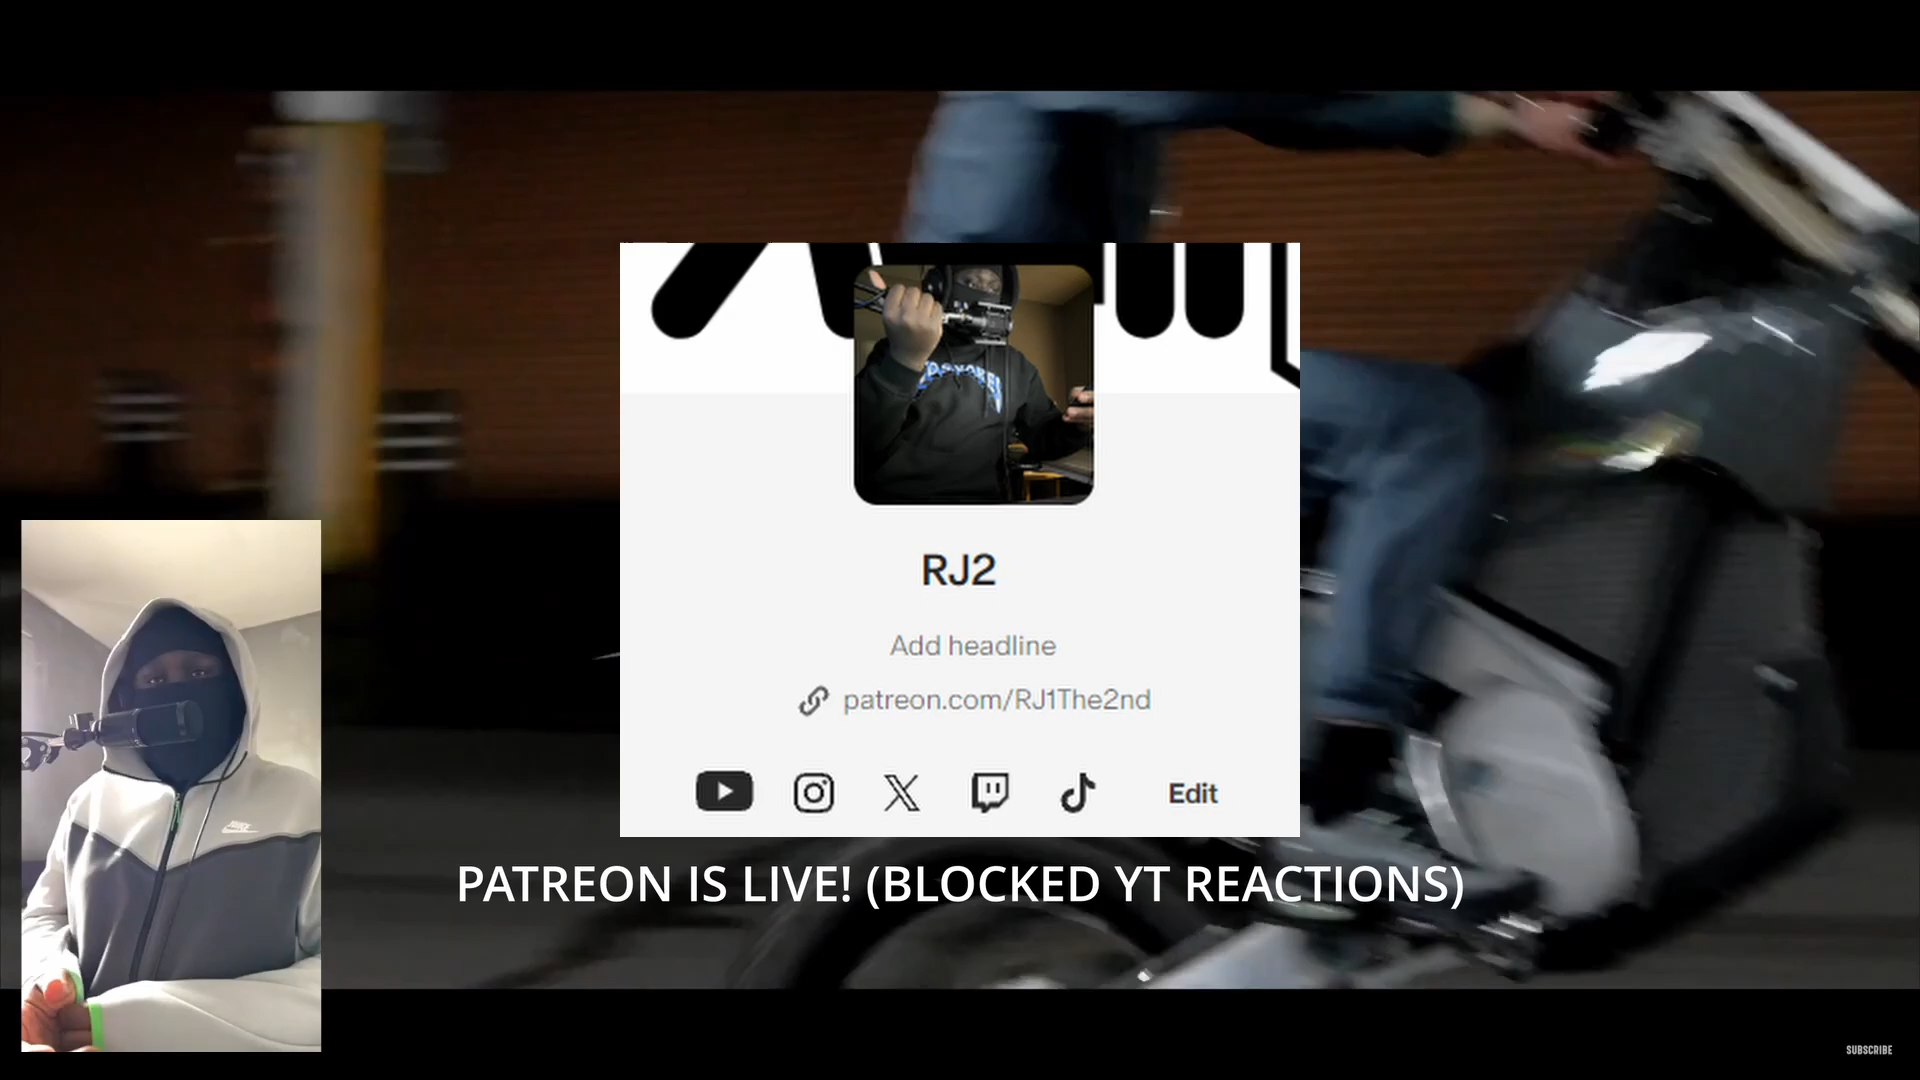 RJ2
Add headline
patreon.com/RJ1The2nd
Edit
PATREON IS LIVE! (BLOCKED YT REACTIONS)
SUBSCRIBE